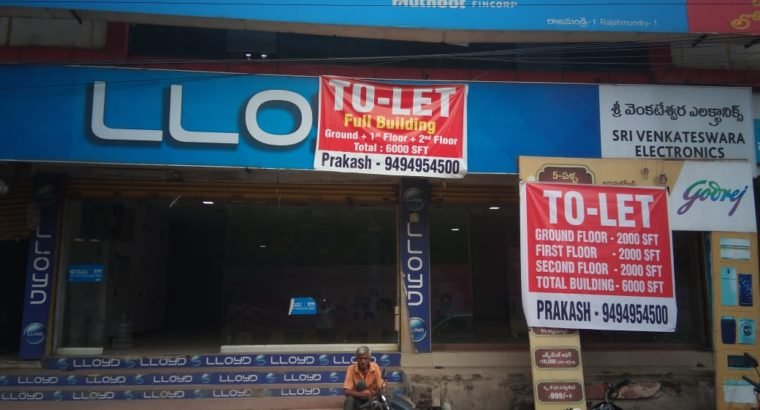 Muthoot FINCORP
రాజమండ్రి- 1 Rajahmundry- 1
LLOYD
TO-LET
Full Building
Ground + 1st Floor + 2nd Floor
Total : 6000 SFT
Prakash - 9494954500
శ్రీ వెంకటేశ్వర ఎలక్ట్రానిక్స్
SRI VENKATESWARA
ELECTRONICS
Godrej
TO-LET
GROUND FLOOR - 2000 SFT
FIRST FLOOR - 2000 SFT
SECOND FLOOR - 2000 SFT
TOTAL BUILDING - 6000 SFT
PRAKASH - 9494954500
LLOYD
LLOYD
LLOYD LLOYD LLOYD LLOYD
LLOYD LLOYD LLOYD LLOYD